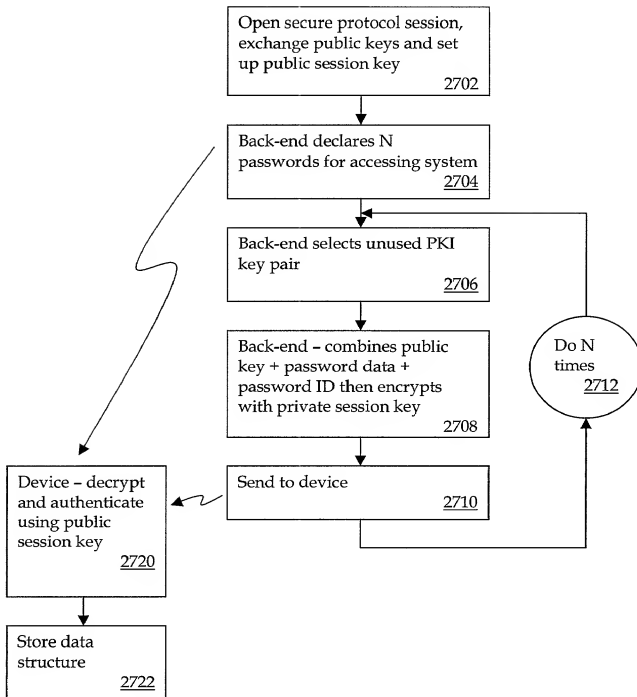 Open secure protocol session,
exchange public keys and set
up public session key
2702
Back-end declares N
passwords for accessing system
2704
Back-end selects unused PKI
key pair
2706
Back-end – combines public
key + password data +
password ID then encrypts
with private session key
2708
Do N
times
2712
Send to device
2710
Device – decrypt
and authenticate
using public
session key
2720
Store data
structure
2722